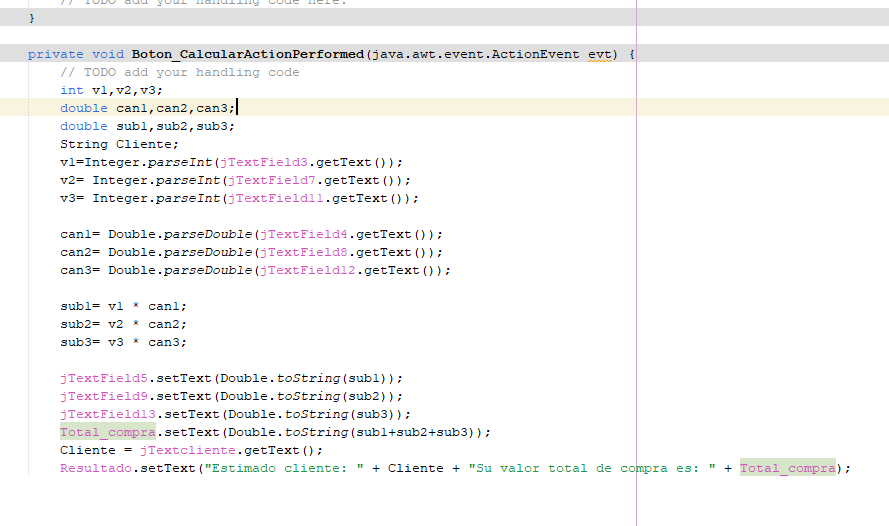 // TODO add your handling code here:
}
private void Boton_CalcularActionPerformed(java.awt.event.ActionEvent evt) {
// TODO add your handling code
int v1,v2,v3;
double can1,can2,can3;
double sub1,sub2,sub3;
String Cliente;
v1=Integer.parseInt(jTextField3.getText());
v2= Integer.parseInt(jTextField7.getText());
v3= Integer.parseInt(jTextField11.getText());
can1= Double.parseDouble(jTextField4.getText());
can2= Double.parseDouble(jTextField8.getText());
can3= Double.parseDouble(jTextField12.getText());
sub1= v1 * can1;
sub2= v2 * can2;
sub3= v3 * can3;
jTextField5.setText(Double.toString(sub1));
jTextField9.setText(Double.toString(sub2));
jTextField13.setText(Double.toString(sub3));
Total_compra.setText(Double.toString(sub1+sub2+sub3));
Cliente = jTextcliente.getText();
Resultado.setText("Estimado cliente: " + Cliente + "Su valor total de compra es: " + Total_compra);